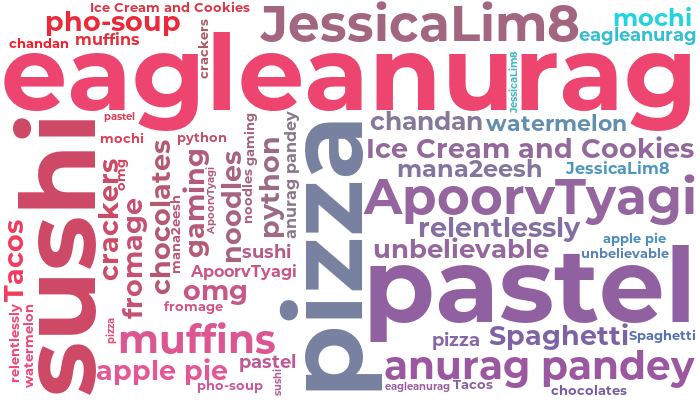 Ice Cream and Cookies
pho-soup
chandan
muffins
crackers
JessicaLim8
mochi
eagleanurag
eagleanurag
JessicaLim8
pastel
mochi
python
sushi
omg
crackers
fromage
chocolates
mana2eesh
gaming
ApoorvTyagi
noodles
noodles gaming
python
anurag pandey
pizza
chandan
watermelon
Ice Cream and Cookies
mana2eesh
JessicaLim8
ApoorvTyagi
relentlessly
apple pie
unbelievable
unbelievable
pastel
sushi
ApoorvTyagi
omg
fromage
Tacos
relentlessly
watermelon
pizza
muffins
apple pie
pastel
pho-soup
sushi
pizza
Spaghetti
Spaghetti
anurag pandey
eagleanurag
Tacos
chocolates